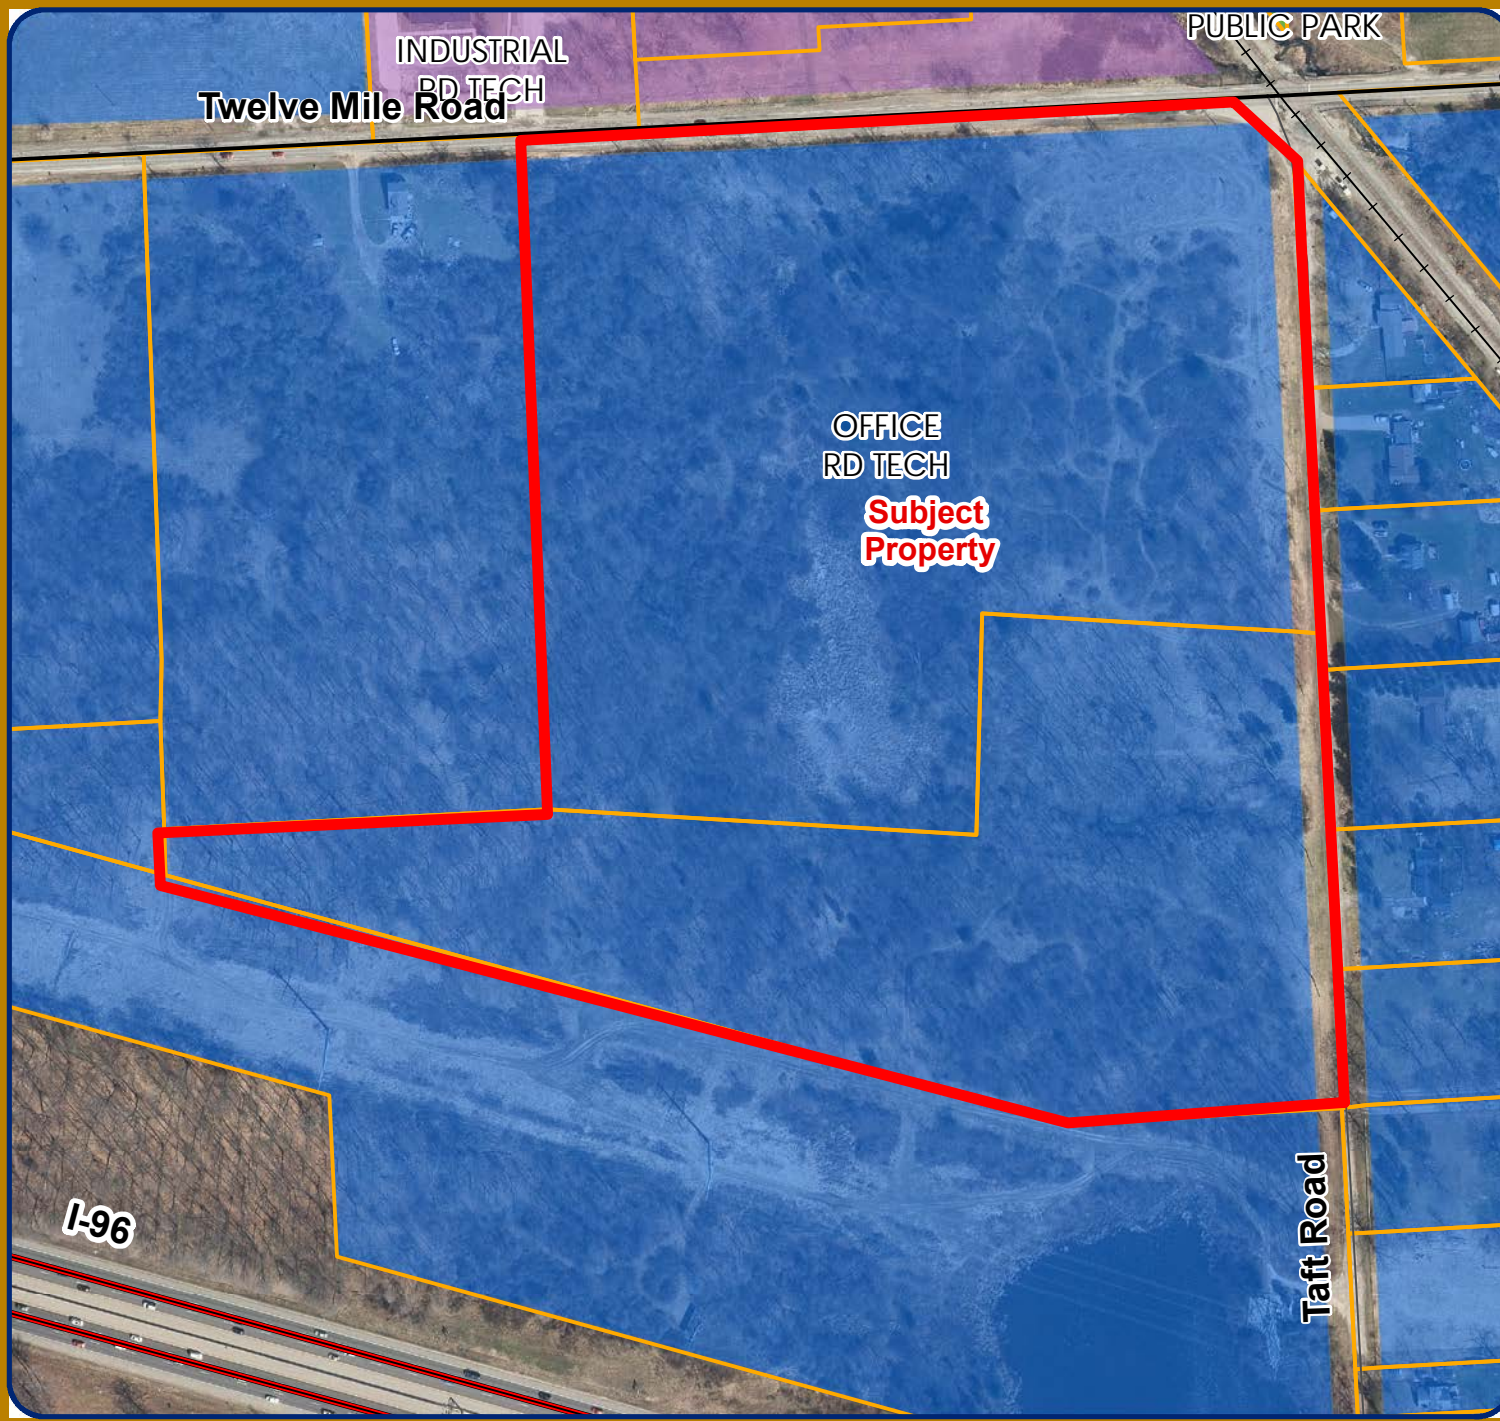 PUBLIC PARK
INDUSTRIAL
RD TECH
Twelve Mile Road
OFFICE
RD TECH
Subject
Property
Taft Road
I-96